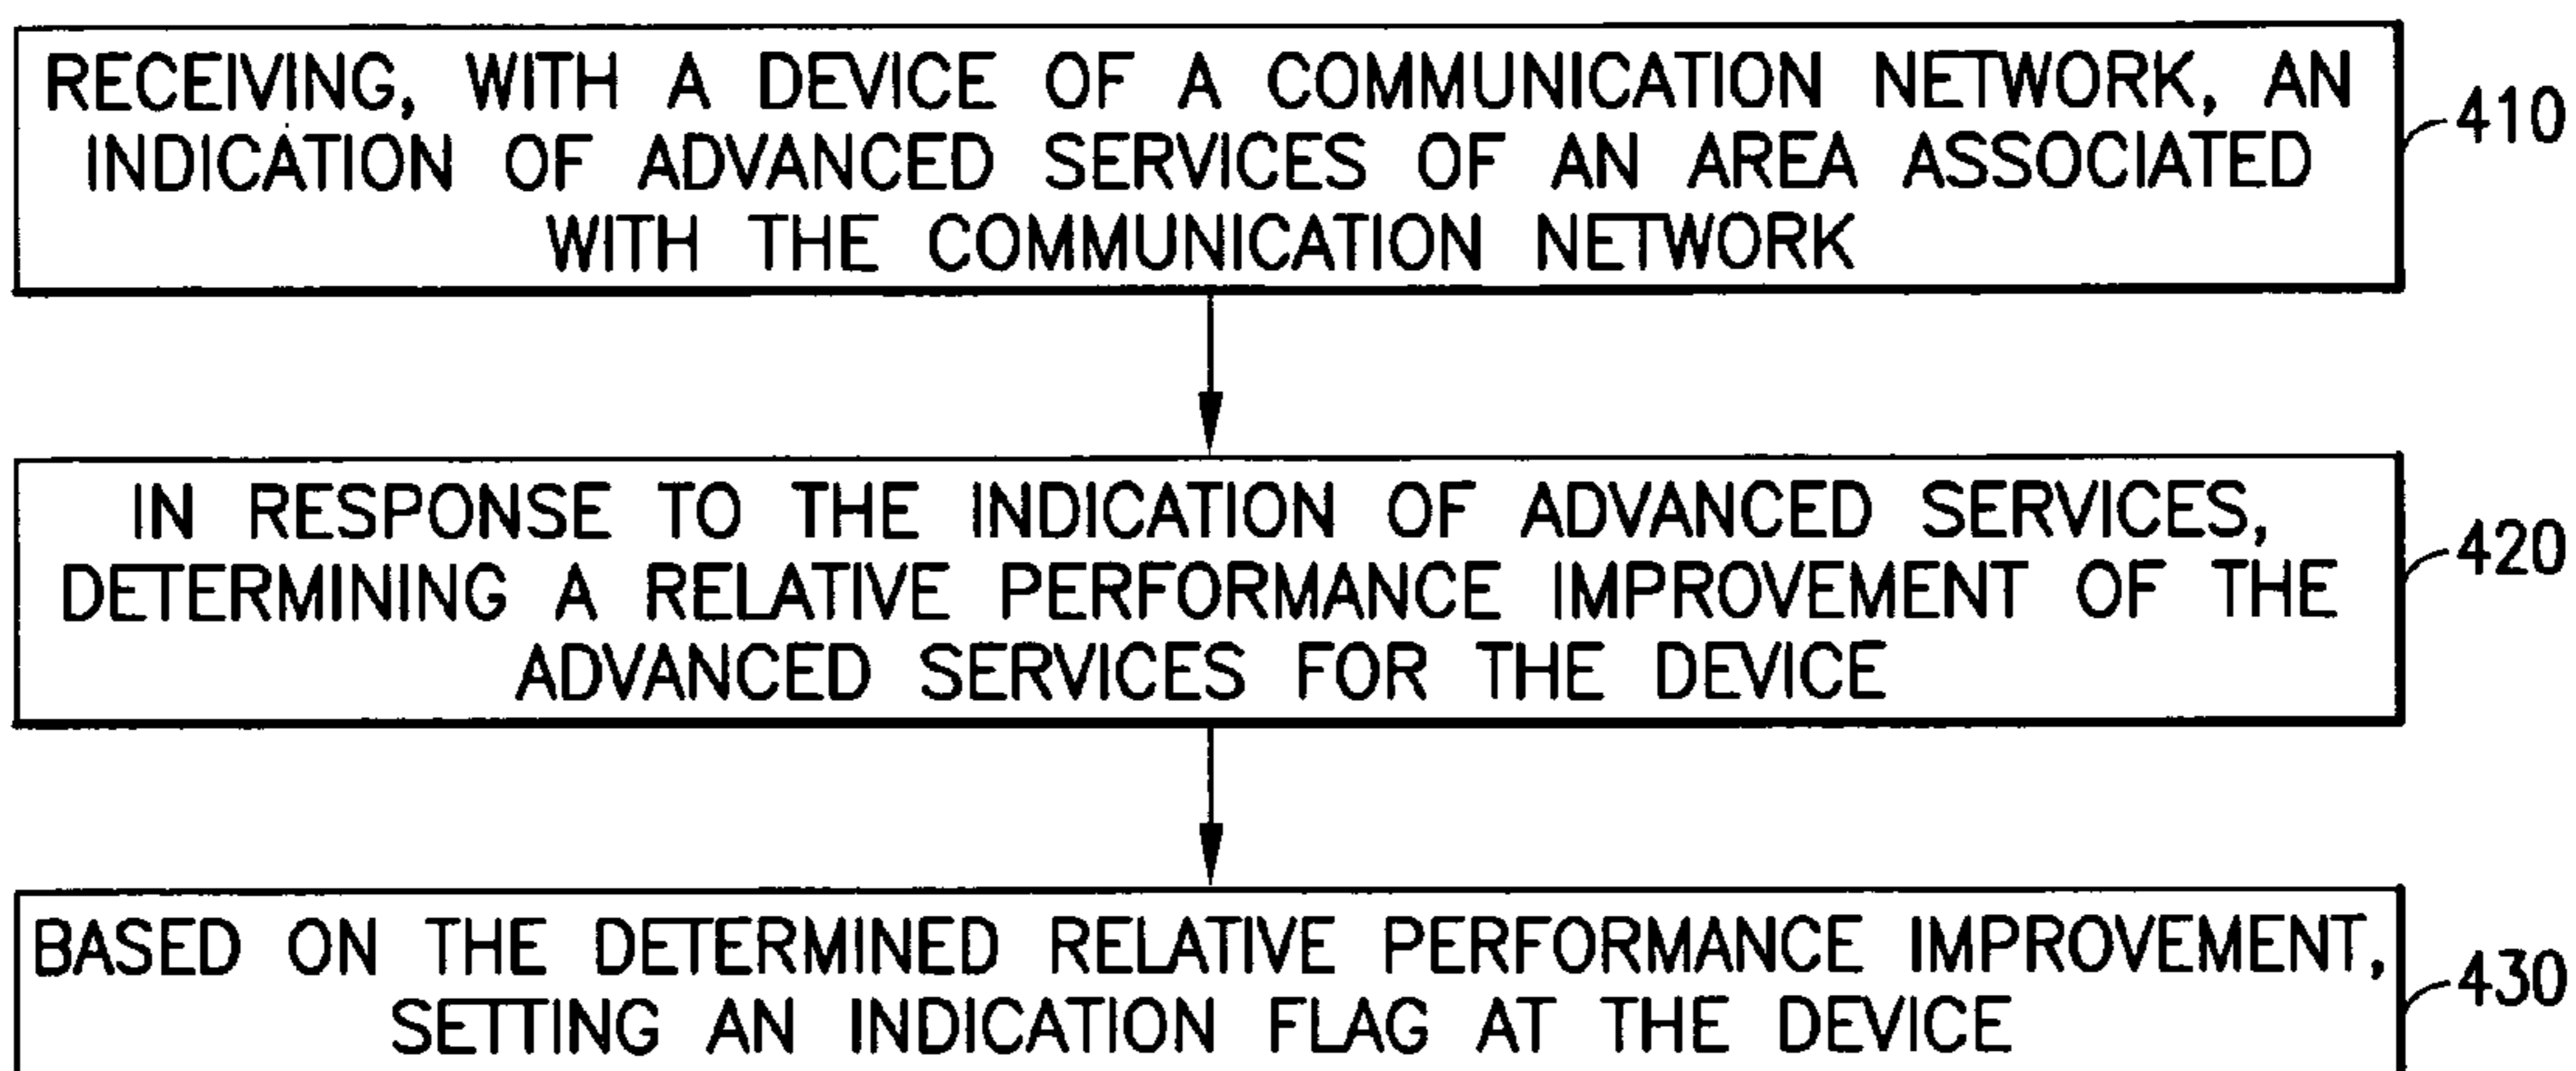 RECEIVING, WITH A DEVICE OF A COMMUNICATION NETWORK, AN
INDICATION OF ADVANCED SERVICES OF AN AREA ASSOCIATED
WITH THE COMMUNICATION NETWORK
410
IN RESPONSE TO THE INDICATION OF ADVANCED SERVICES,
DETERMINING A RELATIVE PERFORMANCE IMPROVEMENT OF THE
ADVANCED SERVICES FOR THE DEVICE
420
BASED ON THE DETERMINED RELATIVE PERFORMANCE IMPROVEMENT,
SETTING AN INDICATION FLAG AT THE DEVICE
430